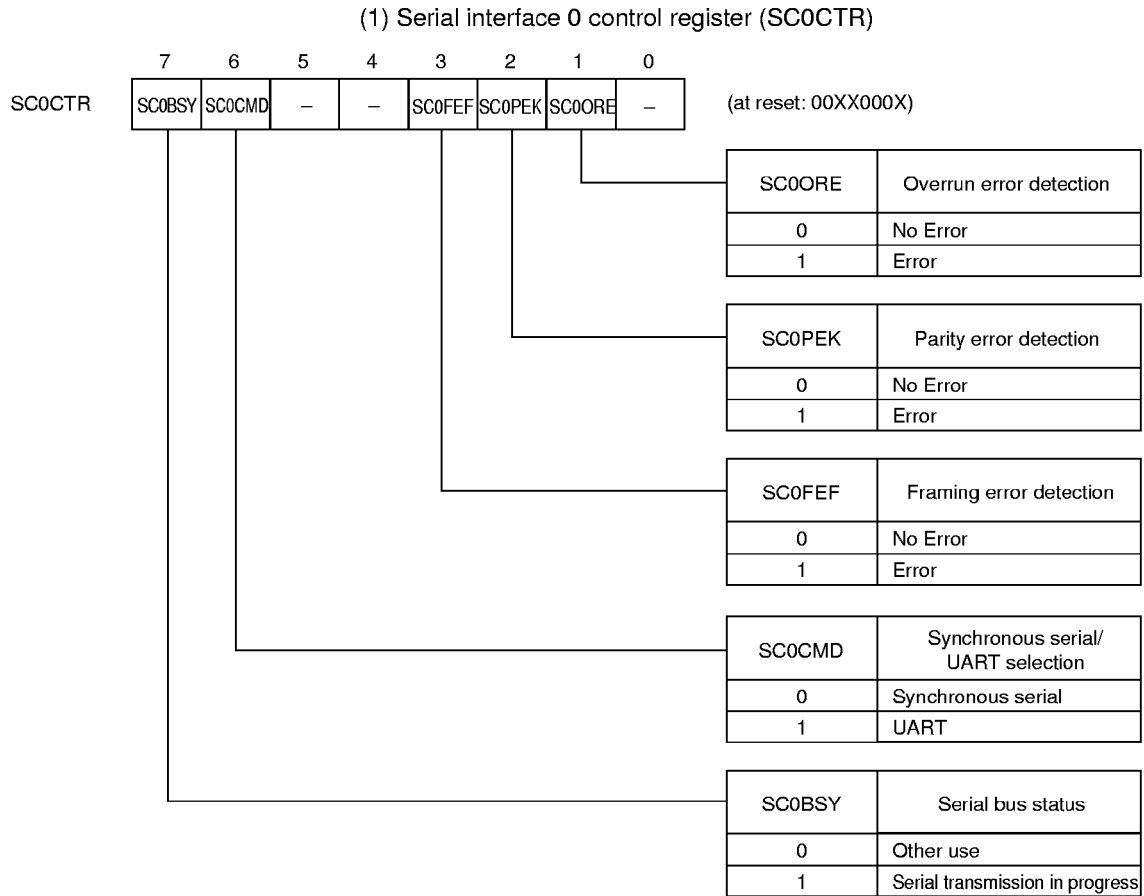 (1) Serial interface 0 control register (SC0CTR)
7 6 5 4 3 2 1 0
SC0CTR SC0BSY SC0CMD – – SC0FEF SC0PEK SC0ORE – (at reset: 00XX000X)
SC0ORE Overrun error detection
0 No Error
1 Error
SC0PEK Parity error detection
0 No Error
1 Error
SC0FEF Framing error detection
0 No Error
1 Error
SC0CMD Synchronous serial/
UART selection
0 Synchronous serial
1 UART
SC0BSY Serial bus status
0 Other use
1 Serial transmission in progress